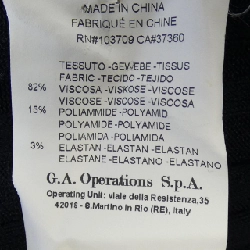 MADE IN CHINA
FABRIQUÉ EN CHINE
RN#103709 CA#37360
TESSUTO -GEWEBE -TISSUS
FABRIC -TECIDO -TEJIDO
82% VISCOSA -VISKOSE -VISCOSE
VISCOSE -VISCOSA -VISCOSA
15% POLIAMMIDE -POLYAMID
POLYAMIDE -POLYAMIDE
POLIAMIDA -POLIAMIDA
3% ELASTAN -ELASTAN -ELASTAN
ELASTANE -ELASTANO -ELASTANO
G.A. Operations S.p.A.
Operating Unit: viale della Resistenza,35
42018 - S.Martino in Rio (RE), Italy